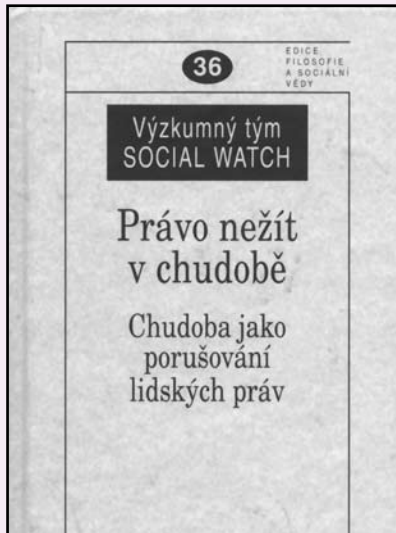 36
EDICE
FILOSOFIE
A SOCIÁLNÍ
VĚDY
Výzkumný tým
SOCIAL WATCH
Právo nežít
v chudobě
Chudoba jako
porušování
lidských práv